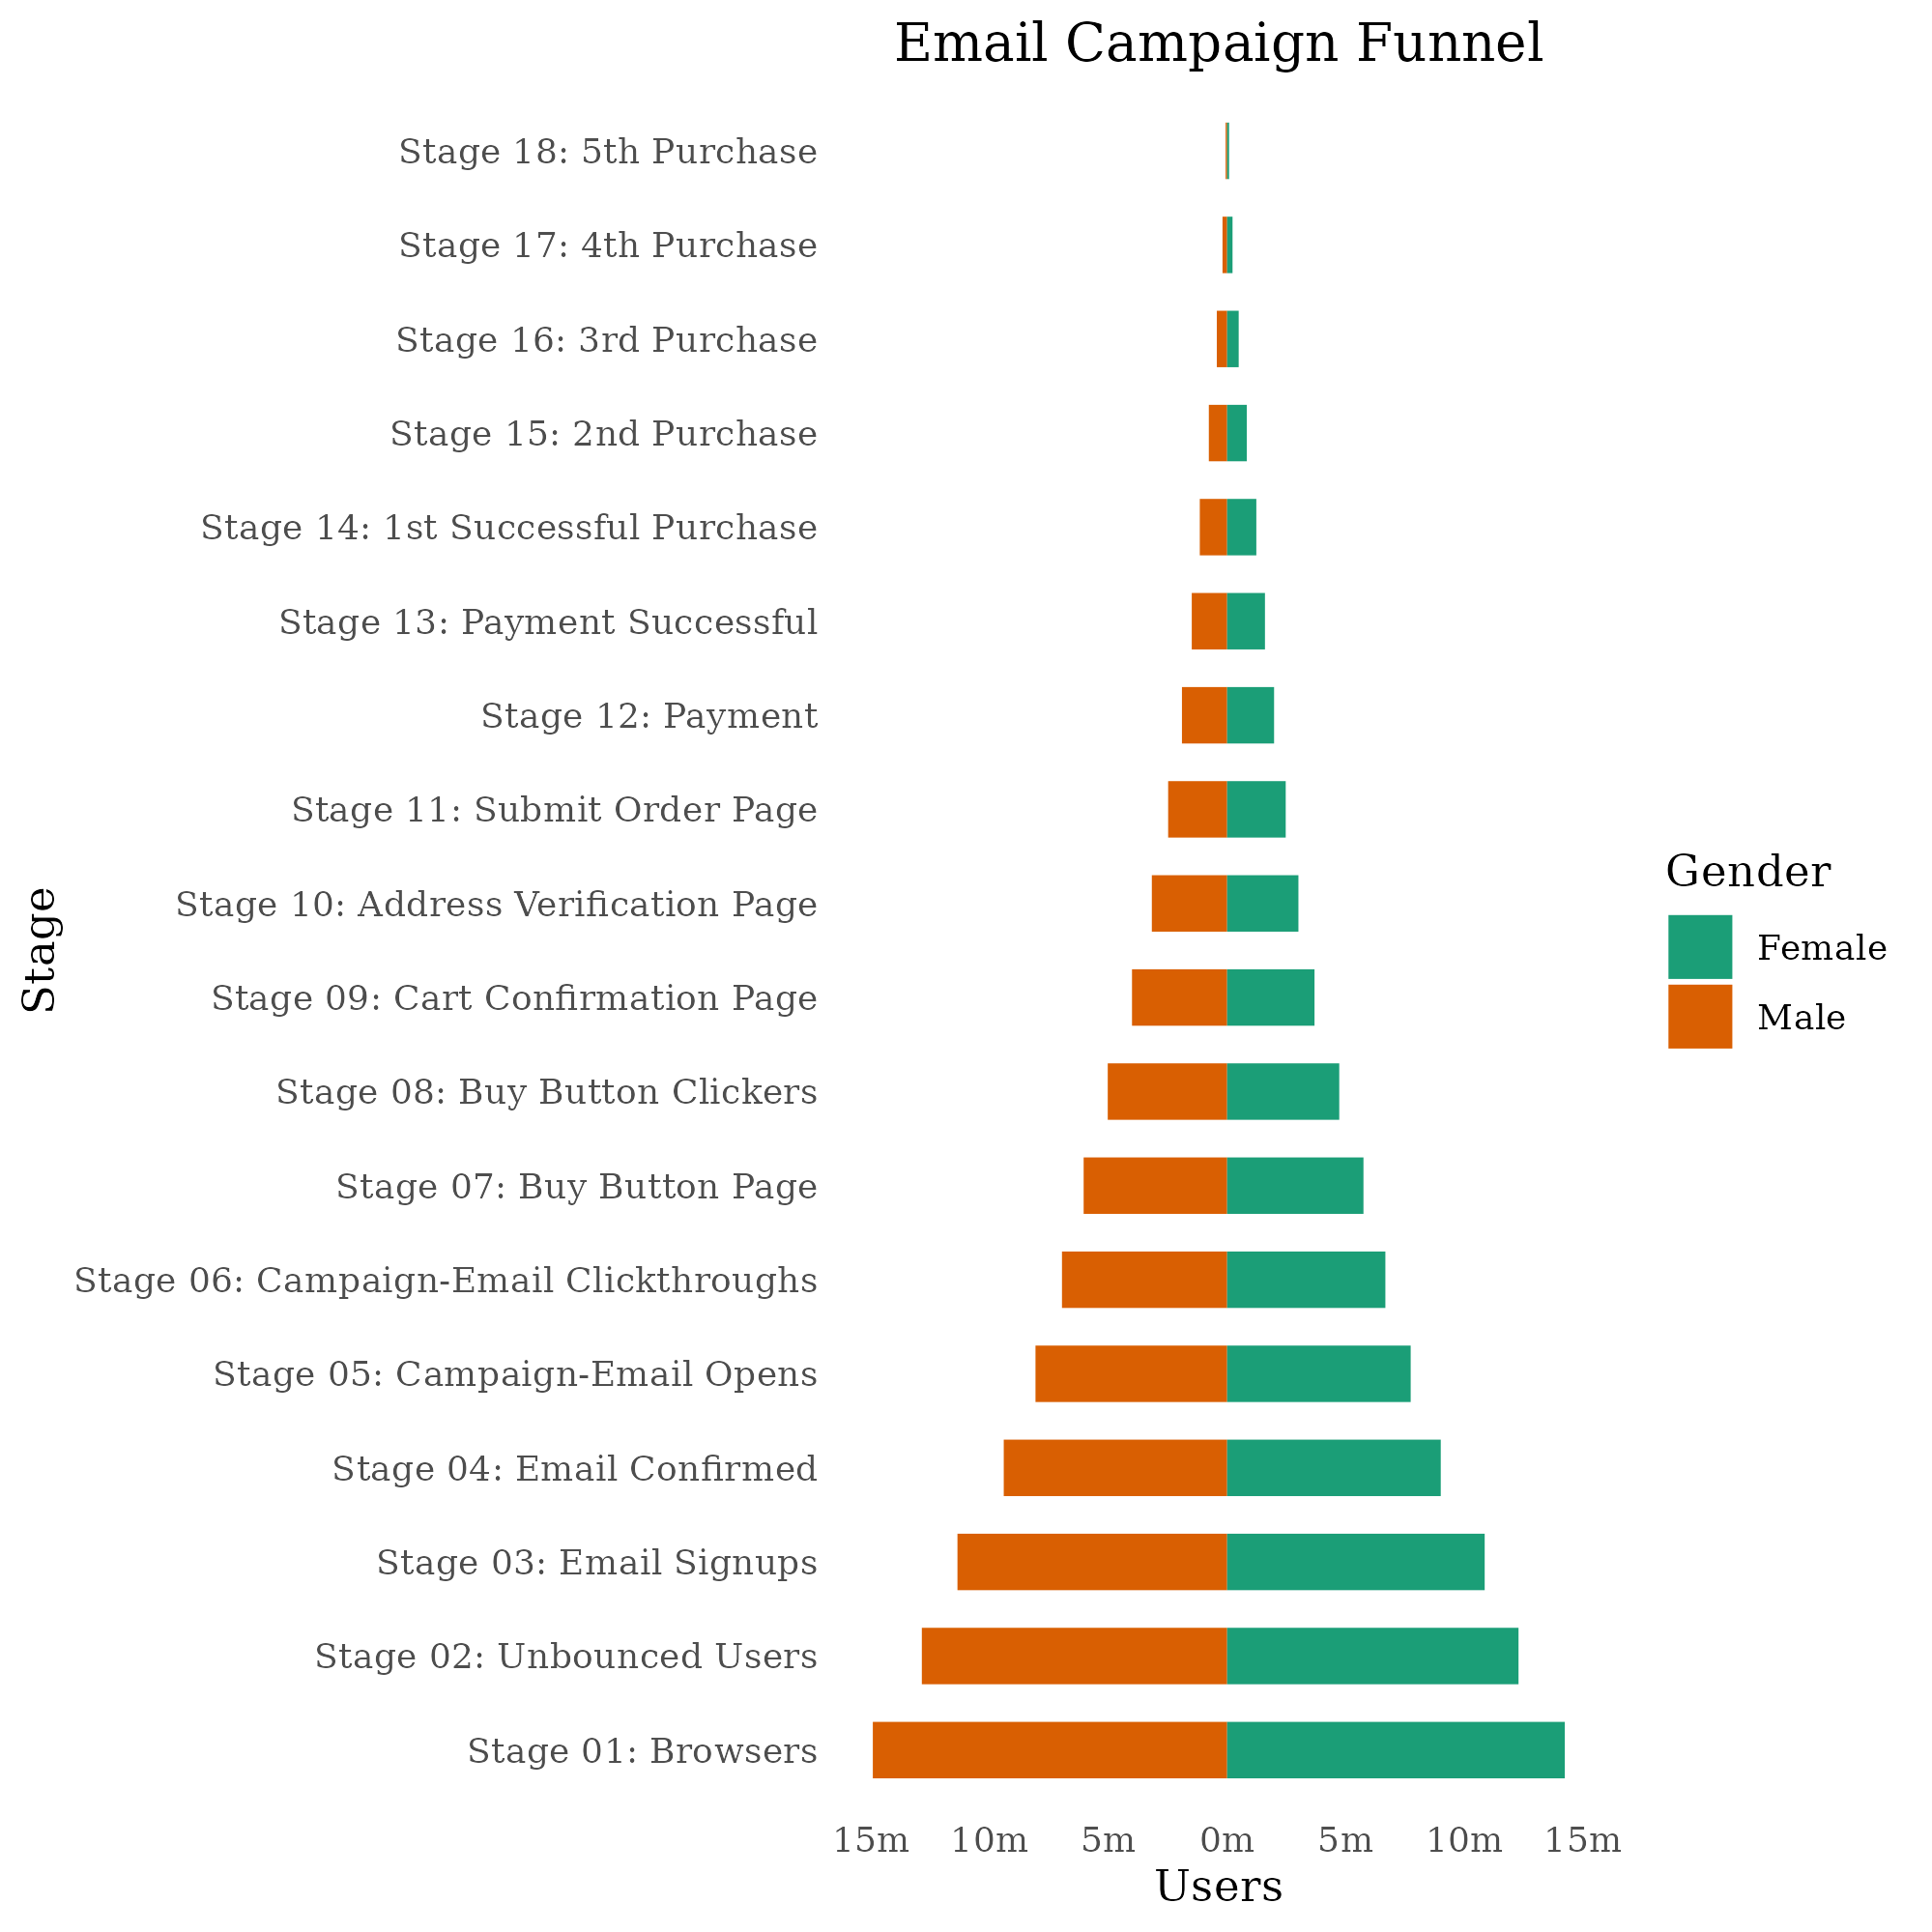 Email Campaign Funnel
Stage 18: 5th Purchase
Stage 17: 4th Purchase
Stage 16: 3rd Purchase
Stage 15: 2nd Purchase
Stage 14: 1st Successful Purchase
Stage 13: Payment Successful
Stage 12: Payment
Stage 11: Submit Order Page
Stage 10: Address Verification Page
Stage 09: Cart Confirmation Page
Stage 08: Buy Button Clickers
Stage 07: Buy Button Page
Stage 06: Campaign-Email Clickthroughs
Stage 05: Campaign-Email Opens
Stage 04: Email Confirmed
Stage 03: Email Signups
Stage 02: Unbounced Users
Stage 01: Browsers
Stage
15m 10m 5m 0m 5m 10m 15m
Users
Gender
Female
Male